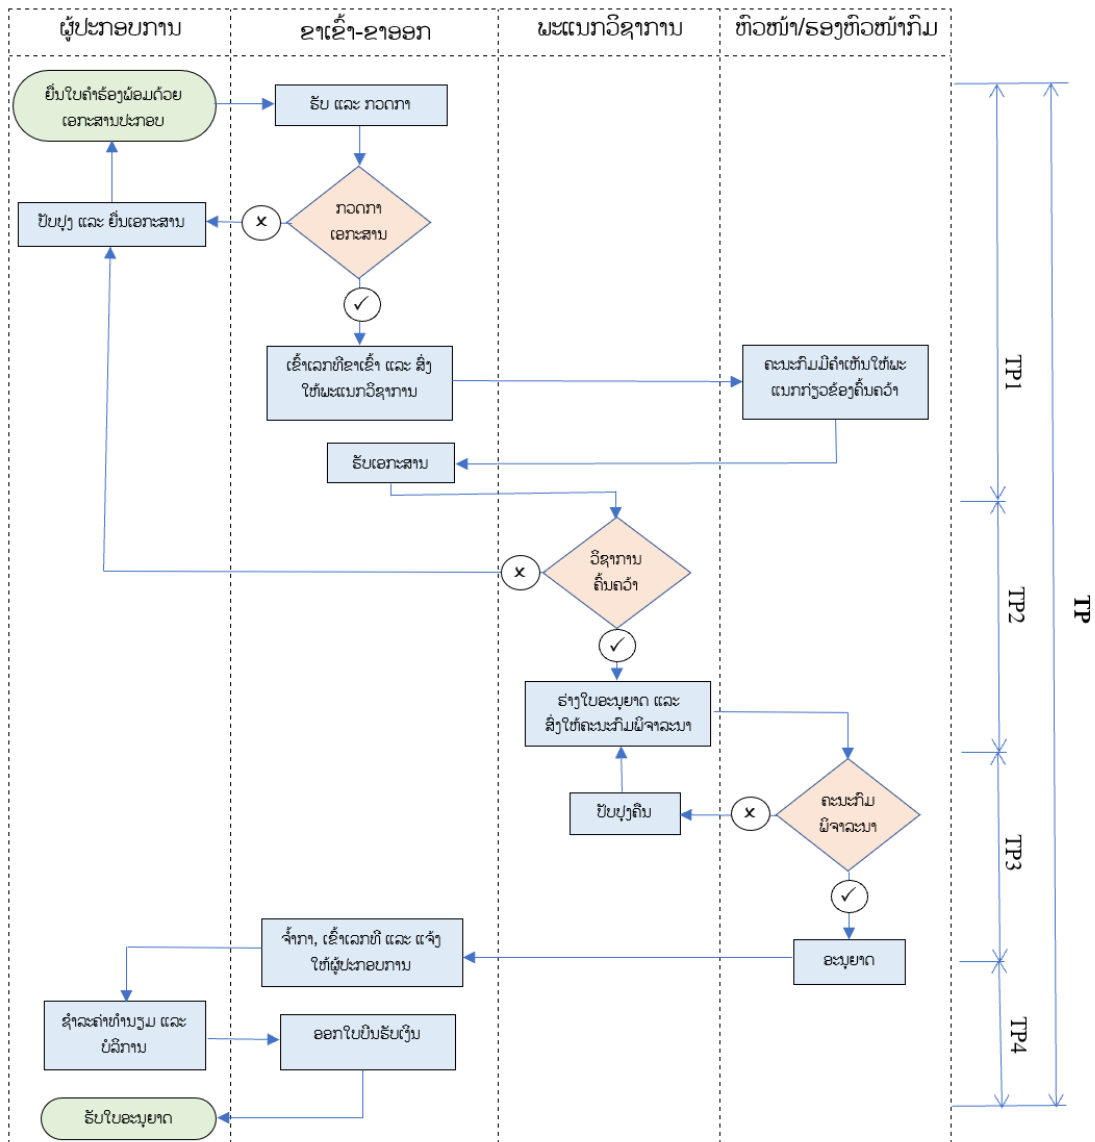 ຜູ້ປະກອບການ
ຂາເຂົ້າ-ຂາອອກ
ພະແນກວິຊາການ
ຫົວໜ້າ/ຮອງຫົວໜ້າກົມ
ຍື່ນໃບຄໍາຮ້ອງພ້ອມດ້ວຍ
ເອກະສານປະກອບ
ຮັບ ແລະ ກວດກາ
ກວດກາ
ເອກະສານ
x
ປັບປຸງ ແລະ ຍື່ນເອກະສານ
✓
ເຂົ້າເລກທີຂາເຂົ້າ ແລະ ສົ່ງ
ໃຫ້ພະແນກວິຊາການ
ຄະນະກົມມີຄໍາເຫັນໃຫ້ພະ
ແນກກ່ຽວຂ້ອງຄົ້ນຄວ້າ
TP1
ຮັບເອກະສານ
ວິຊາການ
ຄົ້ນຄວ້າ
x
✓
TP2
TP
ຮ່າງໃບອະນຸຍາດ ແລະ
ສົ່ງໃຫ້ຄະນະກົມພິຈາລະນາ
ຄະນະກົມ
ພິຈາລະນາ
x
ປັບປຸງຄືນ
✓
TP3
ອະນຸຍາດ
ຈໍ້າກາ, ເຂົ້າເລກທີ ແລະ ແຈ້ງ
ໃຫ້ຜູ້ປະກອບການ
ຊໍາລະຄ່າທໍານຽມ ແລະ
ບໍລິການ
ອອກໃບບິນຮັບເງິນ
TP4
ຮັບໃບອະນຸຍາດ